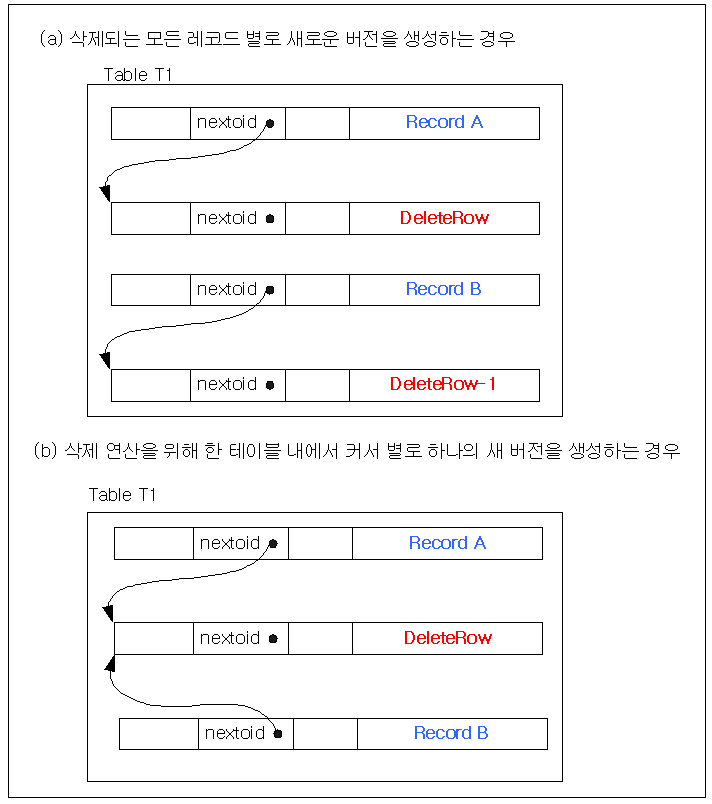 (a) 삭제되는 모든 레코드 별로 새로운 버전을 생성하는 경우
Table T1
nextoid Record A
nextoid DeleteRow
nextoid Record B
nextoid DeleteRow-1
(b) 삭제 연산을 위해 한 테이블 내에서 커서 별로 하나의 새 버전을 생성하는 경우
Table T1
nextoid Record A
nextoid DeleteRow
nextoid Record B